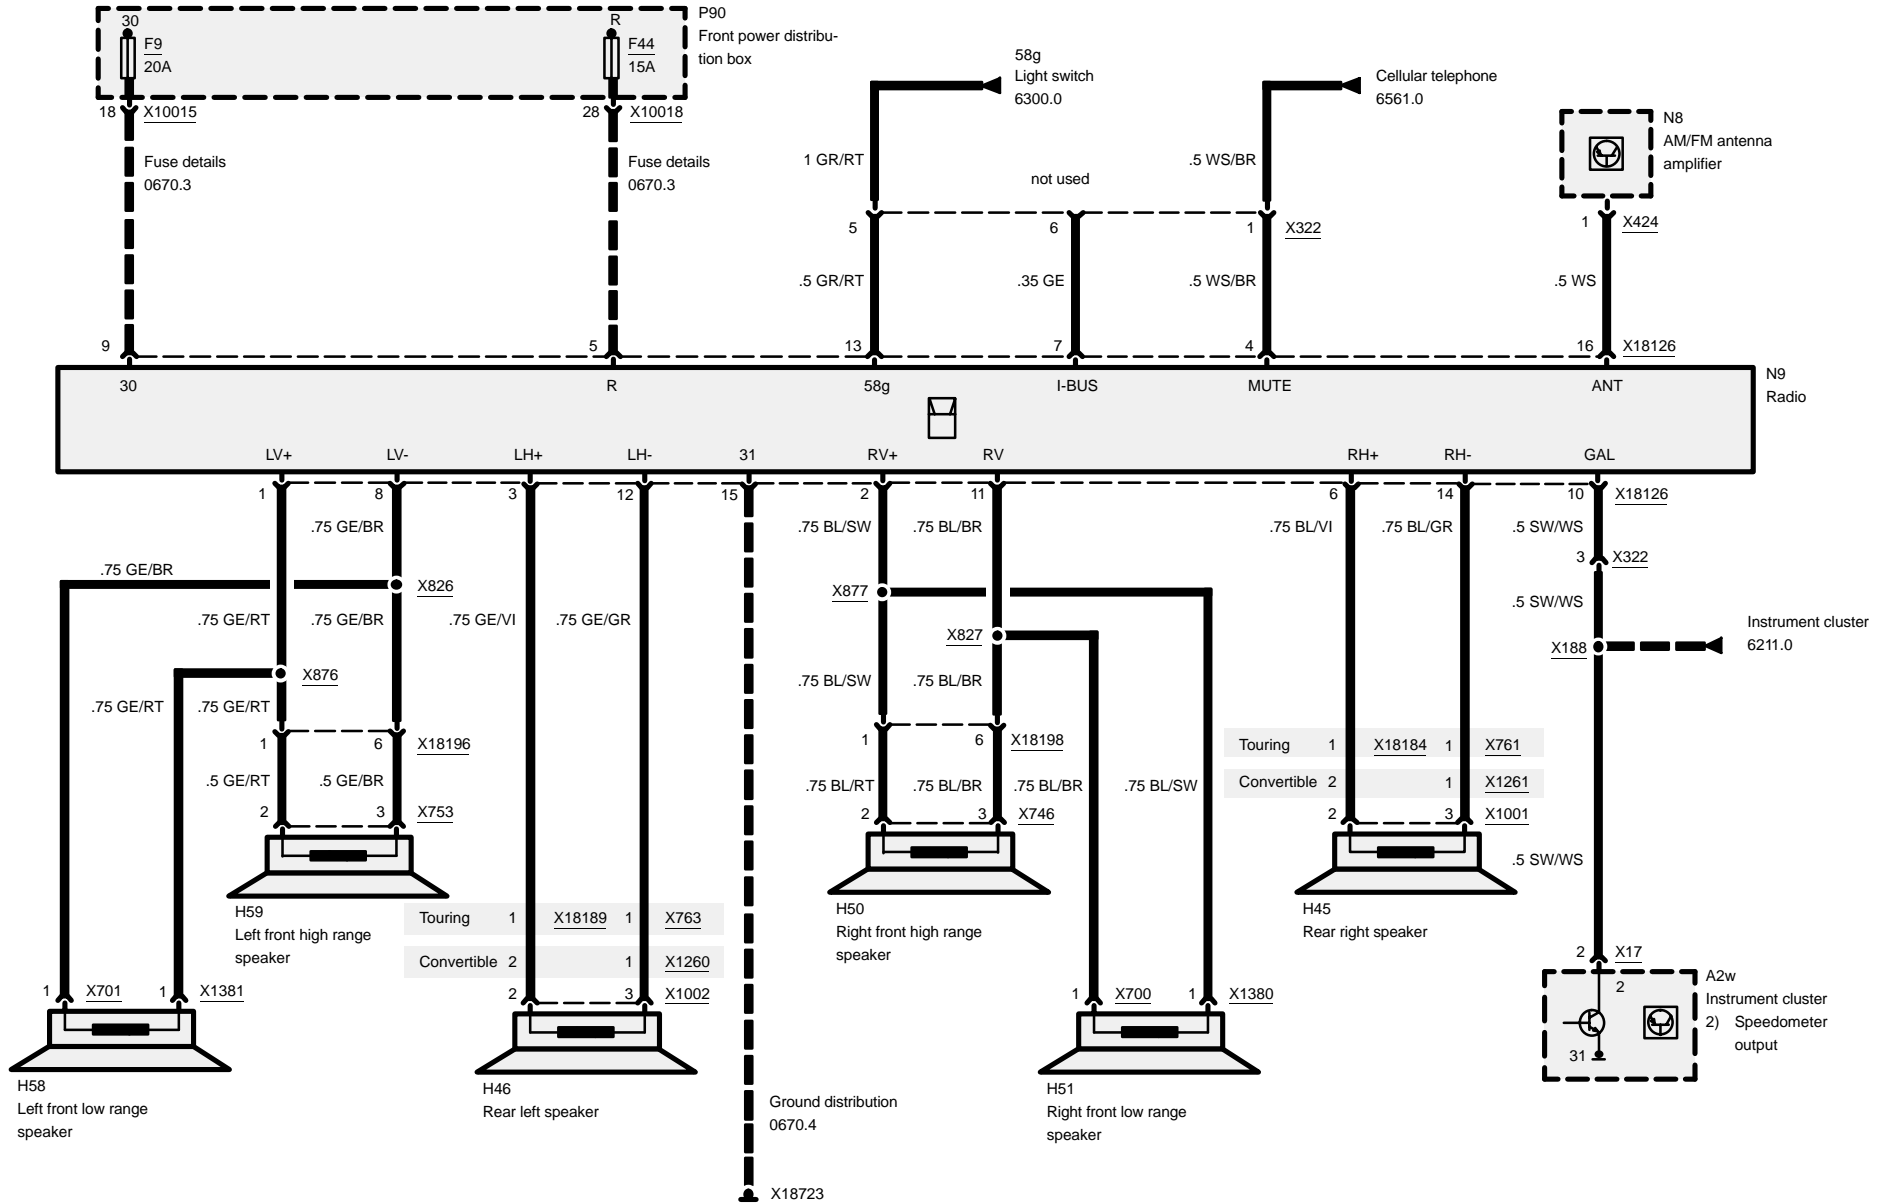 30
R
P90
F9
F44
Front power distribu-
20A
15A
tion box
18
X10015
28
X10018
58g
Light switch
6300.0
Cellular telephone
6561.0
N8
AM/FM antenna
amplifier
Fuse details
0670.3
Fuse details
0670.3
1 GR/RT
not used
.5 WS/BR
5
6
1
X322
1
X424
.5 GR/RT
.35 GE
.5 WS/BR
.5 WS
9
5
13
7
4
16
X18126
30
R
58g
I-BUS
MUTE
ANT
N9
Radio
LV+
LV-
LH+
LH-
31
RV+
RV
RH+
RH-
GAL
1
8
3
12
15
2
11
6
14
10
X18126
.75 GE/BR
.75 BL/SW
.75 BL/BR
.75 BL/VI
.75 BL/GR
.5 SW/WS
3
X322
.75 GE/BR
X826
X877
.5 SW/WS
.75 GE/RT
.75 GE/BR
.75 GE/VI
.75 GE/GR
X827
Instrument cluster
6211.0
X188
X876
.75 BL/SW
.75 BL/BR
.75 GE/RT
.75 GE/RT
1
6
X18196
1
6
X18198
Touring
1
X18184
1
X761
.5 GE/RT
.5 GE/BR
.75 BL/RT
.75 BL/BR
.75 BL/BR
.75 BL/SW
Convertible
2
1
X1261
2
3
X753
2
3
X746
2
3
X1001
.5 SW/WS
H59
Left front high range
speaker
Touring
1
X18189
1
X763
H50
Right front high range
speaker
H45
Rear right speaker
Convertible
2
1
X1260
2
X17
1
X701
1
X1381
2
3
X1002
1
X700
1
X1380
A2w
2
Instrument cluster
2) Speedometer
output
31
H58
Left front low range
speaker
H46
Rear left speaker
H51
Right front low range
speaker
Ground distribution
0670.4
X18723